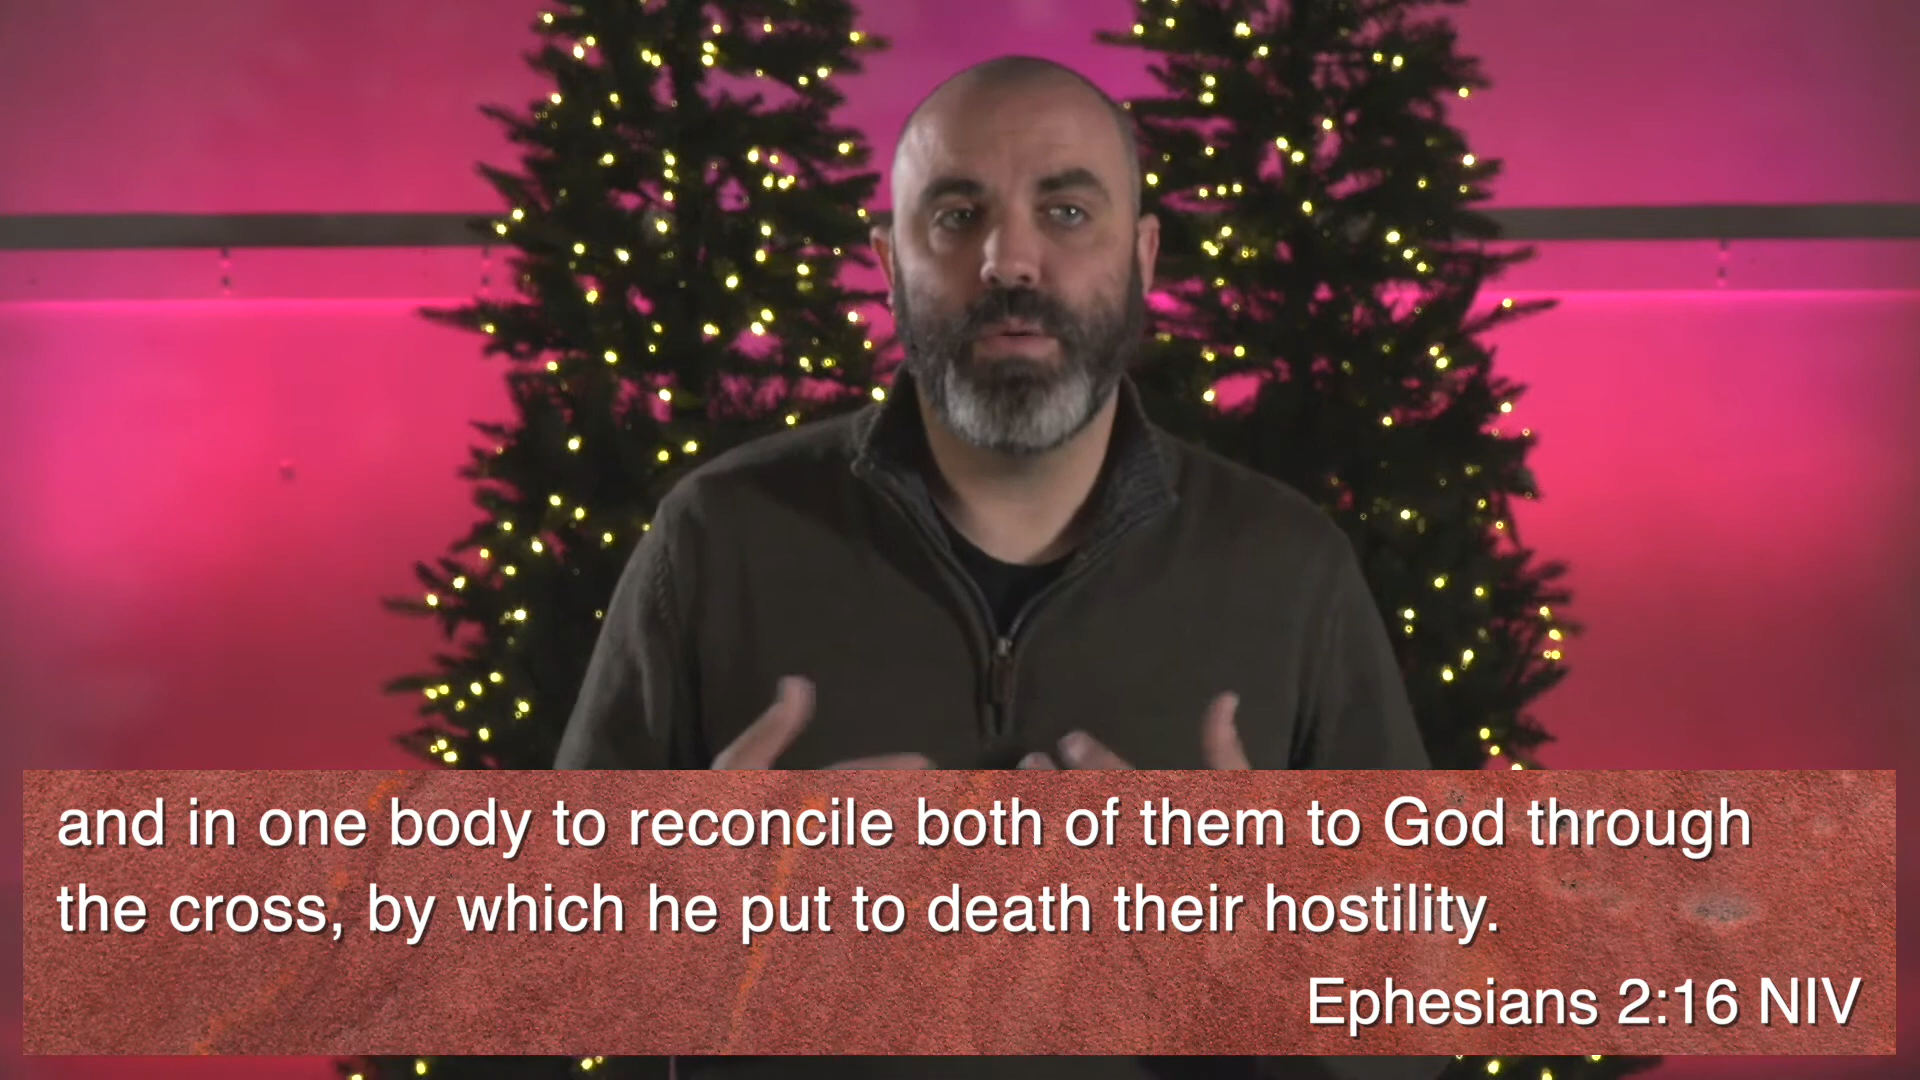 and in one body to reconcile both of them to God through
the cross, by which he put to death their hostility.
Ephesians 2:16 NIV